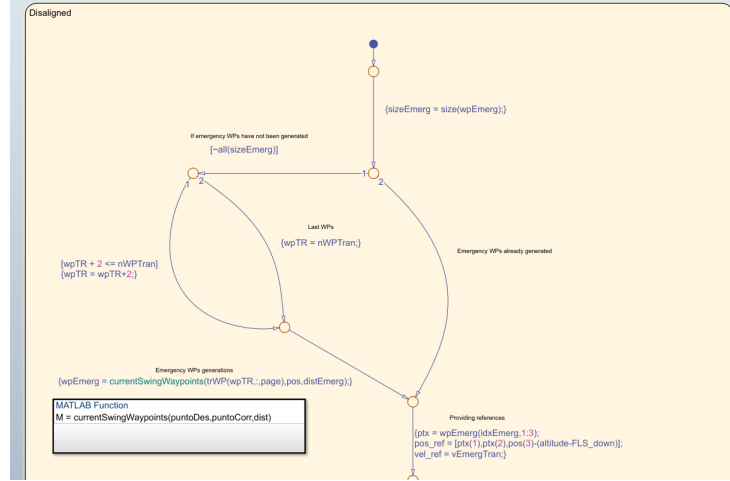 Disaligned
{sizeEmerg = size(wpEmerg);}
If emergency WPs have not been generated
[~all(sizeEmerg)]
1
2
1
2
Last WPs
{wpTR = nWPTran;}
Emergency WPs already generated
[wpTR + 2 <= nWPTran]
{wpTR = wpTR+2;}
Emergency WPs generations
{wpEmerg = currentSwingWaypoints(trWP(wpTR,:,page),pos,distEmerg);}
MATLAB Function
M = currentSwingWaypoints(puntoDes,puntoCorr,dist)
Providing references
{ptx = wpEmerg(idxEmerg,1:3);
pos_ref = [ptx(1),ptx(2),pos(3)-(altitude-FLS_down)];
vel_ref = vEmergTran;}